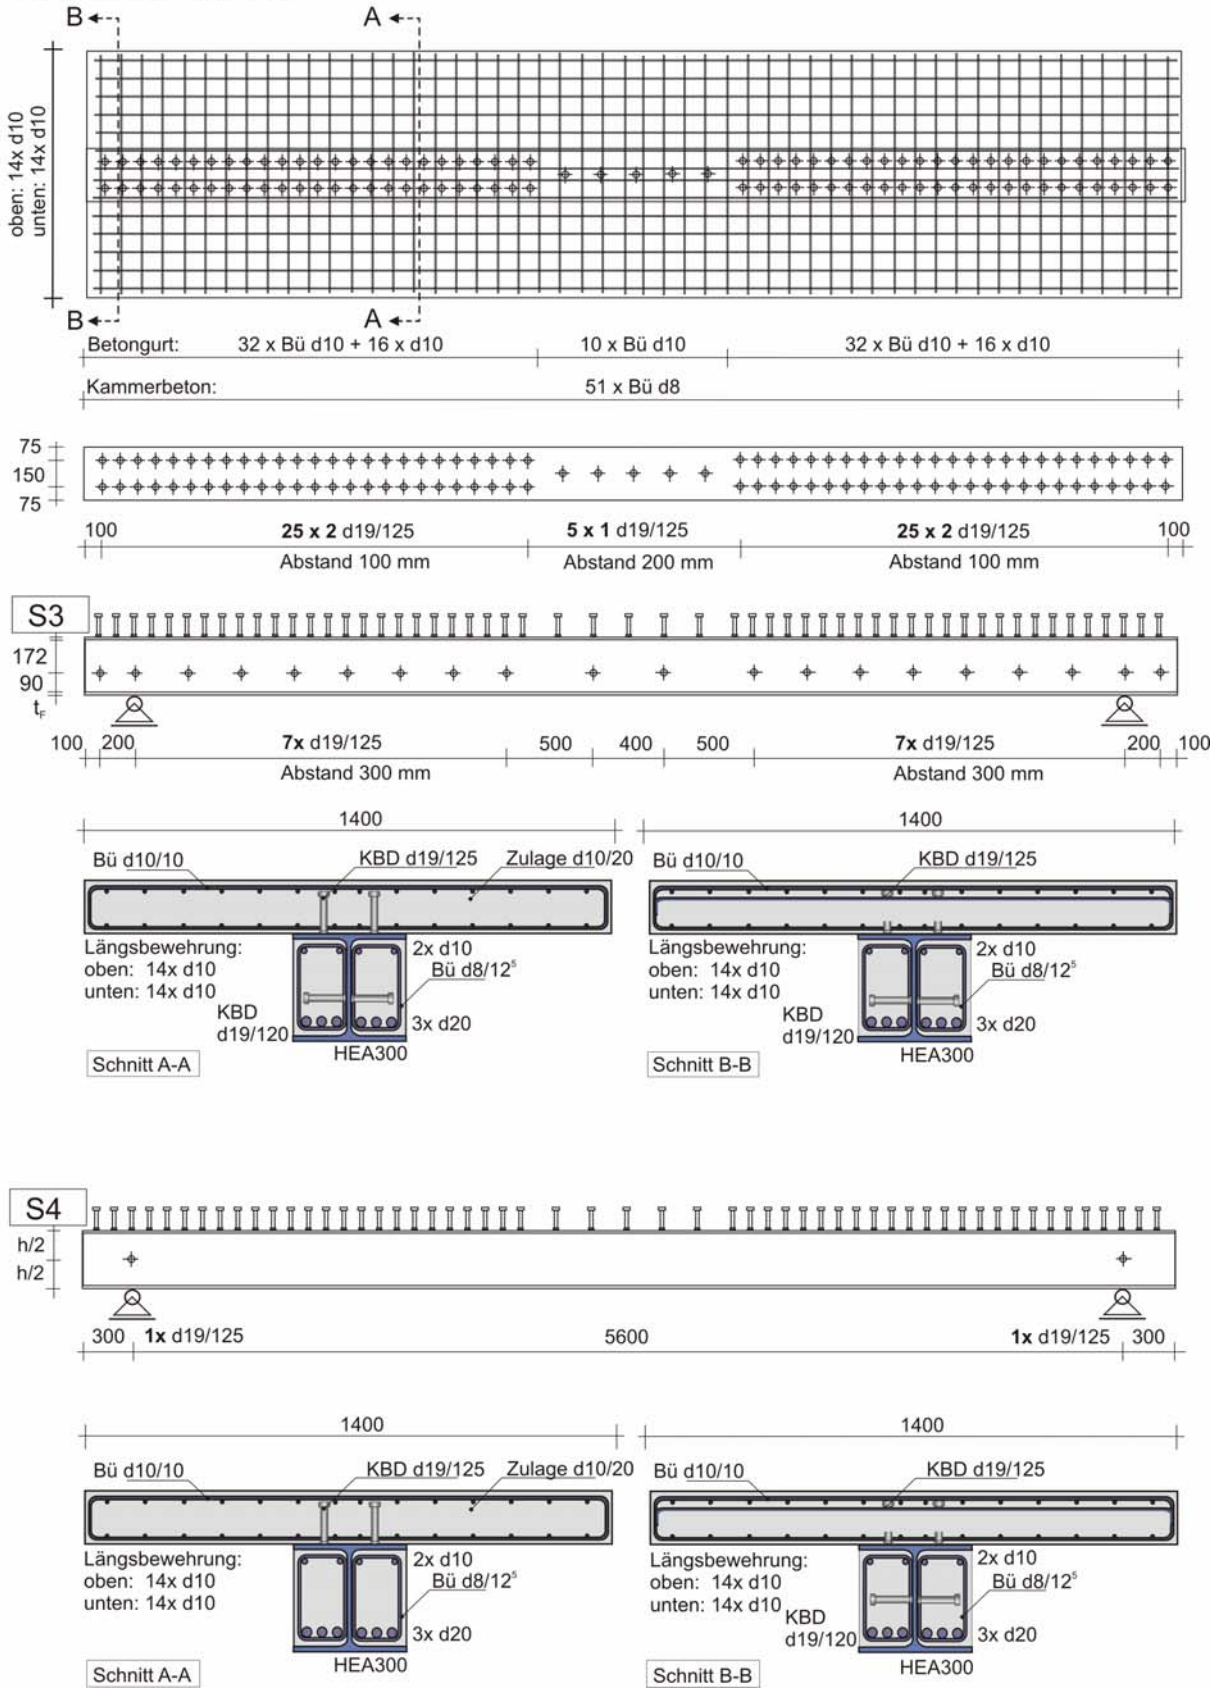 B
A
oben: 14x d10
unten: 14x d10
B
A
Betongurt: 32 x Bü d10 + 16 x d10 10 x Bü d10 32 x Bü d10 + 16 x d10
Kammerbeton: 51 x Bü d8
75
150
75
100 25 x 2 d19/125 5 x 1 d19/125 25 x 2 d19/125 100
Abstand 100 mm Abstand 200 mm Abstand 100 mm
S3
172
90
tF
100 200 7x d19/125 500 400 500 7x d19/125 200 100
Abstand 300 mm Abstand 300 mm
1400
Bü d10/10 KBD d19/125 Zulage d10/20
Längsbewehrung:
oben: 14x d10
unten: 14x d10
2x d10
Bü d8/12⁵
KBD
d19/120
3x d20
HEA300
Schnitt A-A
1400
Bü d10/10 KBD d19/125
Längsbewehrung:
oben: 14x d10
unten: 14x d10
2x d10
Bü d8/12⁵
KBD
d19/120
3x d20
HEA300
Schnitt B-B
S4
h/2
h/2
300 1x d19/125 5600 1x d19/125 300
1400
Bü d10/10 KBD d19/125 Zulage d10/20
Längsbewehrung:
oben: 14x d10
unten: 14x d10
2x d10
Bü d8/12⁵
3x d20
HEA300
Schnitt A-A
1400
Bü d10/10 KBD d19/125
Längsbewehrung:
oben: 14x d10
unten: 14x d10
2x d10
Bü d8/12⁵
KBD
d19/120
3x d20
HEA300
Schnitt B-B